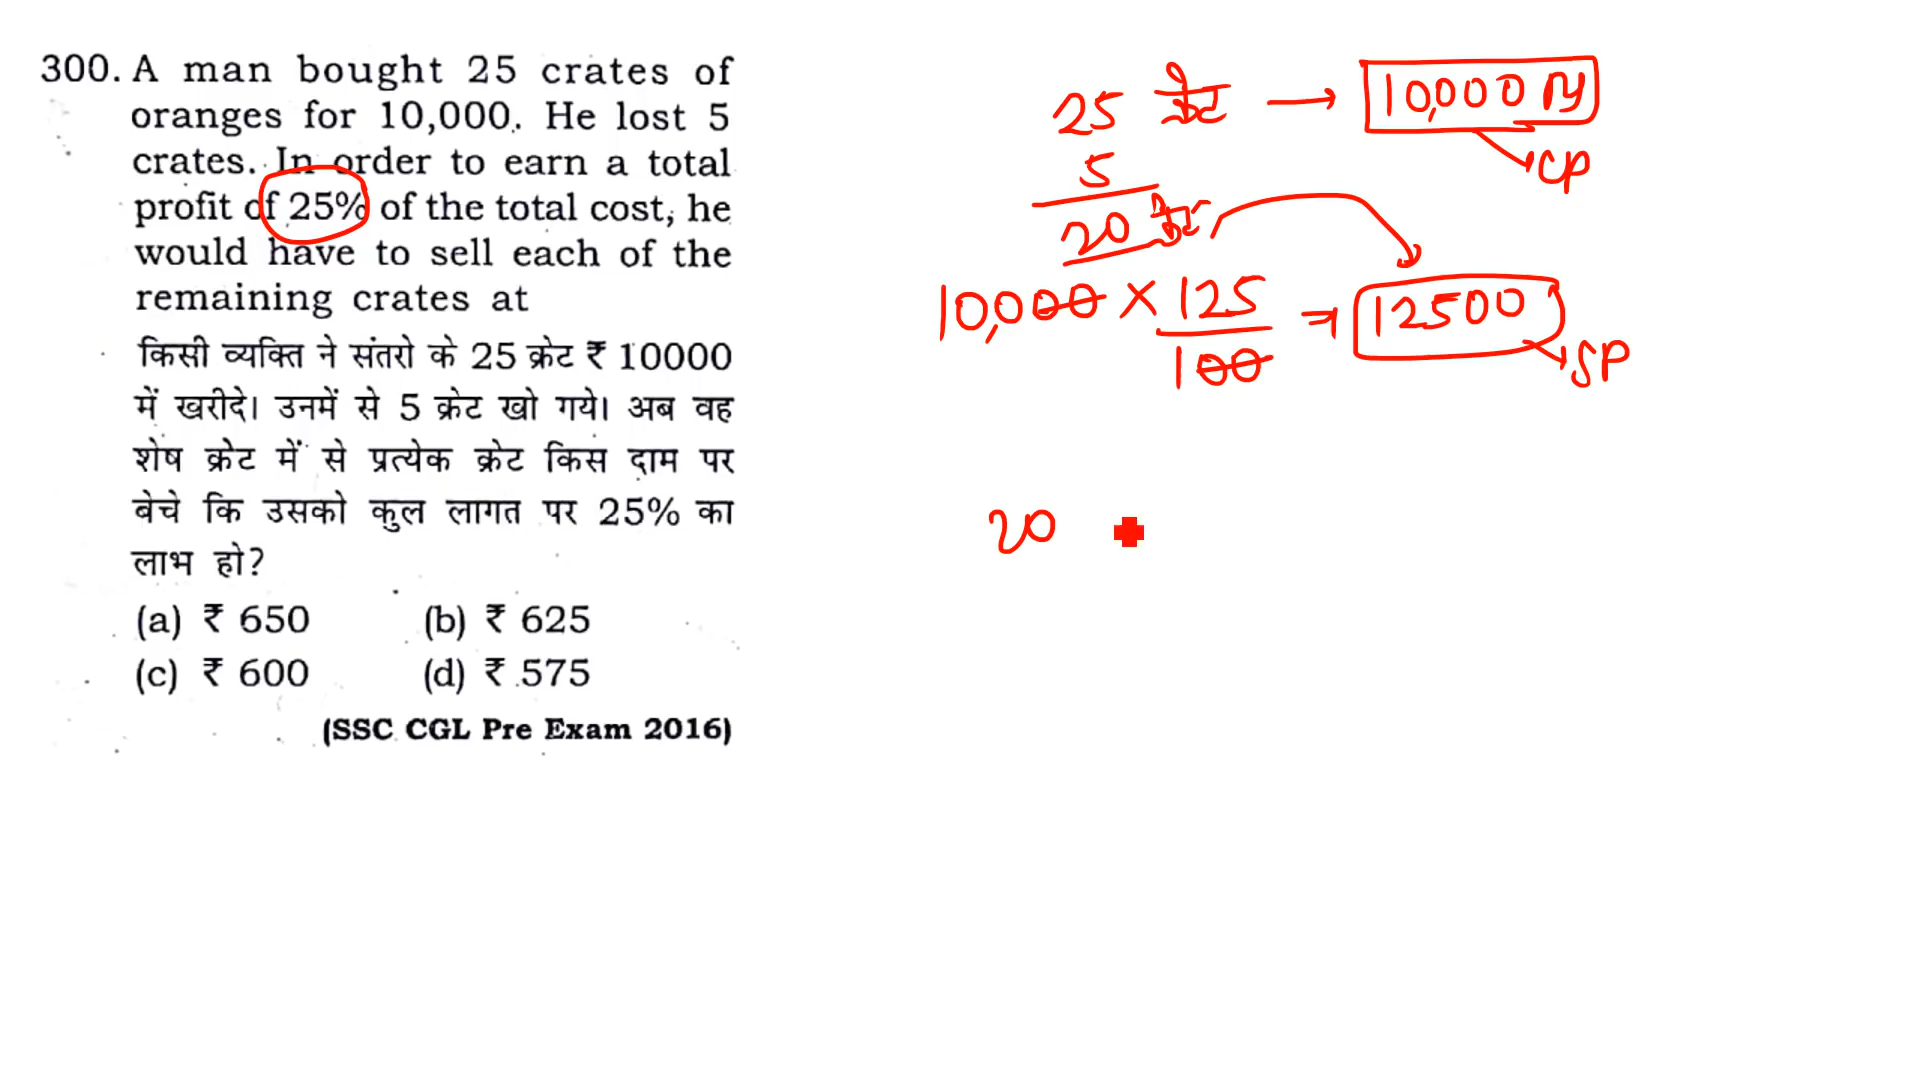 300. A man bought 25 crates of
oranges for 10,000. He lost 5
crates. In order to earn a total
profit of 25% of the total cost, he
would have to sell each of the
remaining crates at
किसी व्यक्ति ने संतरो के 25 क्रेट ₹ 10000
में खरीदे। उनमें से 5 क्रेट खो गये। अब वह
शेष क्रेट में से प्रत्येक क्रेट किस दाम पर
बेचे कि उसको कुल लागत पर 25% का
लाभ हो?
(a) ₹ 650 (b) ₹ 625
(c) ₹ 600 (d) ₹ 575
(SSC CGL Pre Exam 2016)
25 क्रेट → 10,000
CP
5
20 क्रेट
10,000 × 125/100 ⇒ 12500
SP
20